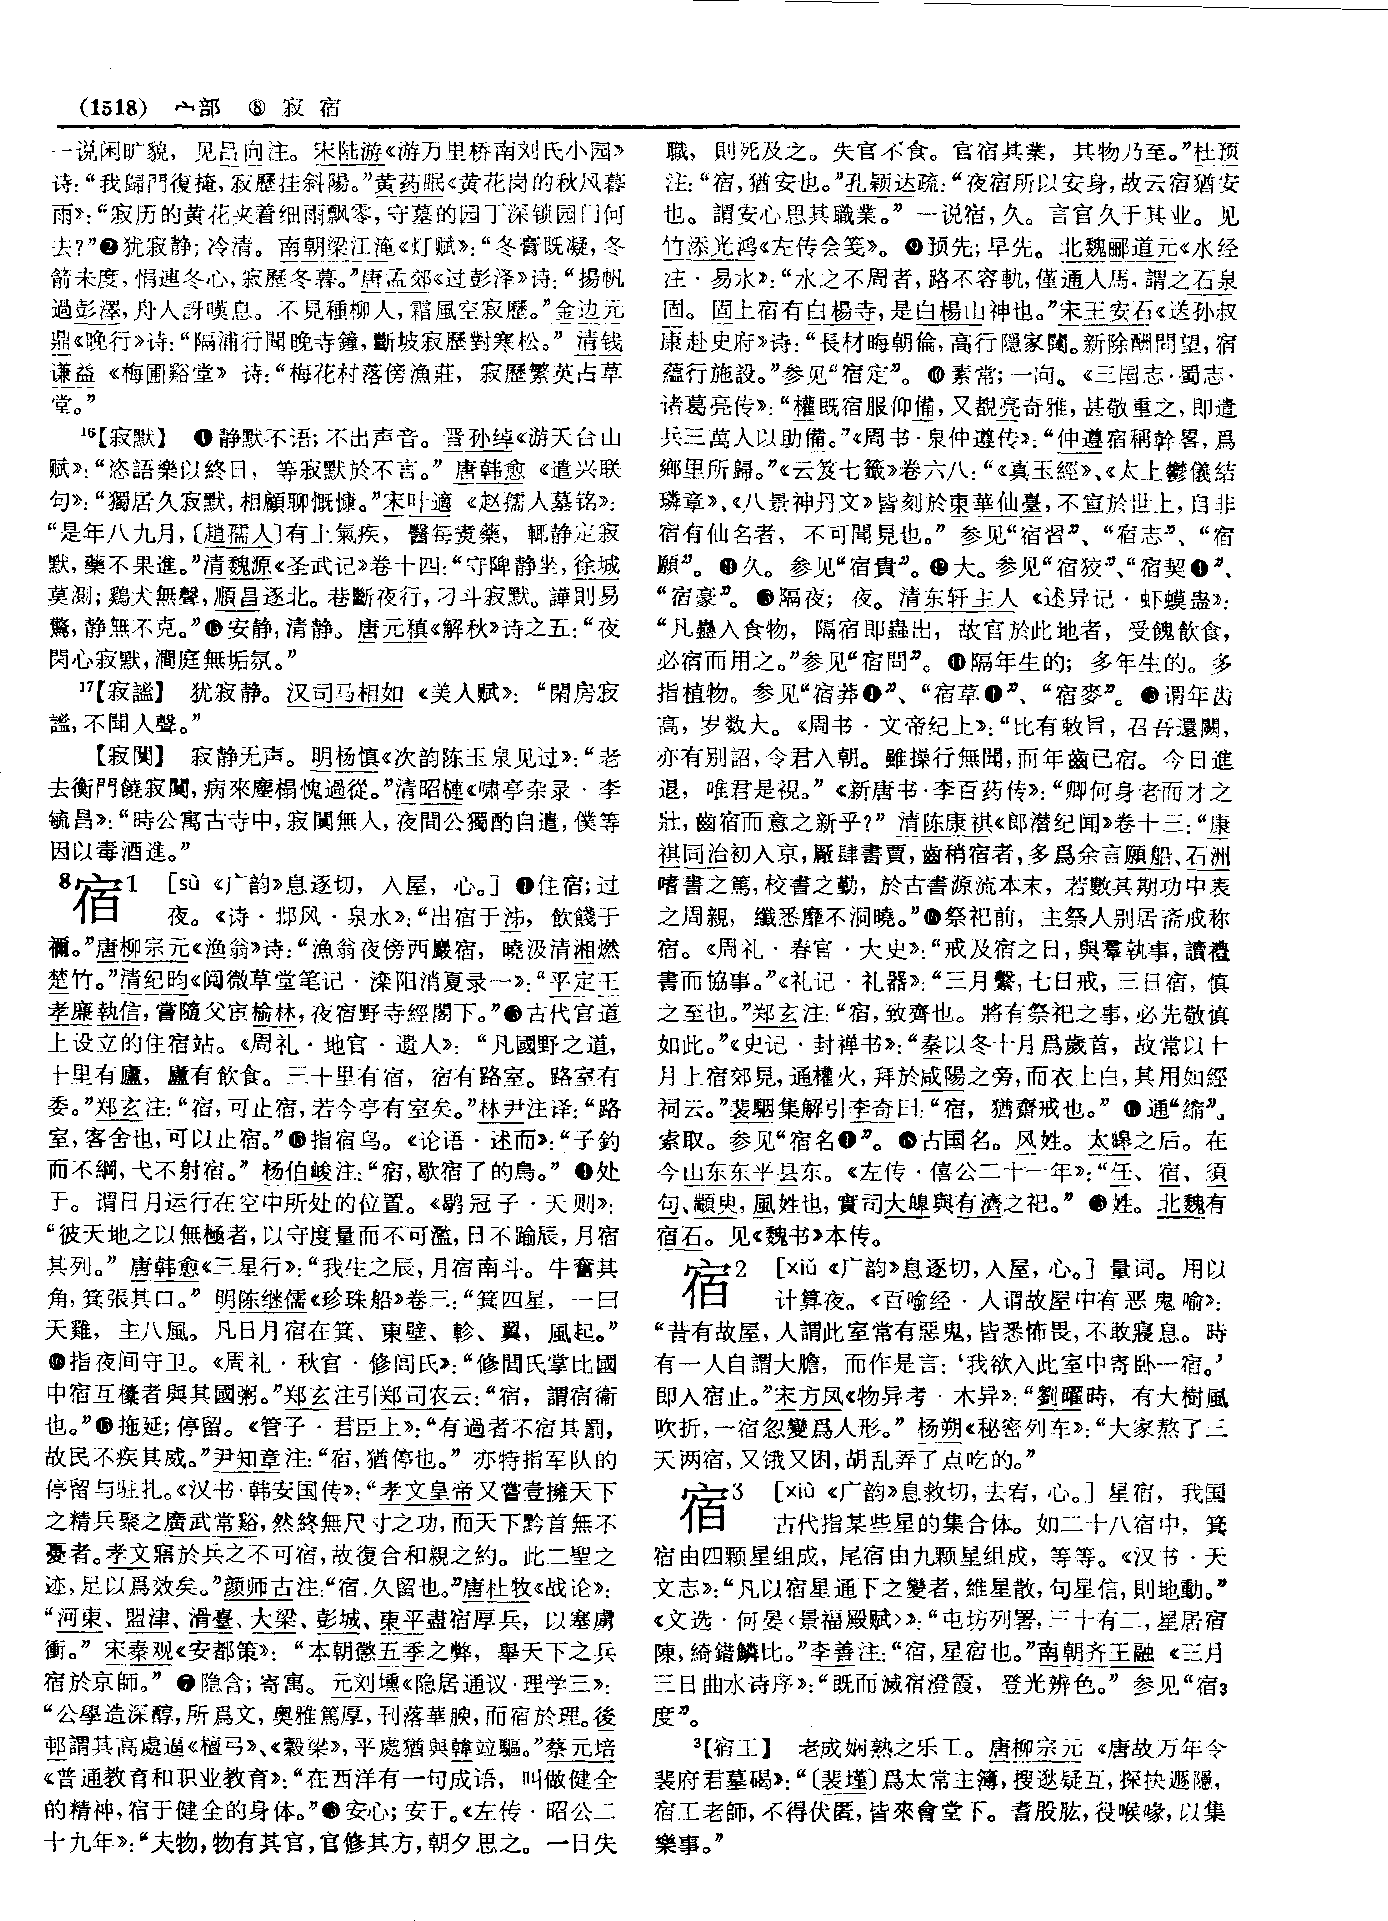 (1518) 宀部 ⑧ 寂 宿
一说闲旷貌，见吕向注。宋陆游《游万里桥南刘氏小园》
诗：“我歸門復掩，寂歷挂斜陽。”黄药眠《黄花岗的秋风暮
雨》：“寂历的黄花夹着细雨飘零，守墓的园丁深锁园门何
去？”❷犹寂静；冷清。南朝梁江淹《灯赋》：“冬膏既凝，冬
箭未度，悁連冬心，寂歷冬暮。”唐孟郊《过彭泽》诗：“揚帆
過彭澤，舟人訝嘆息。不見種柳人，霜風空寂歷。”金边元
鼎《晚行》诗：“隔浦行聞晚寺鐘，斷坡寂歷對寒松。”清钱
谦益《梅圃谿堂》诗：“梅花村落傍漁莊，寂歷繁英占草
堂。”
16【寂默】 ❶静默不语；不出声音。晋孙绰《游天台山
赋》：“恣語樂以終日，等寂默於不言。”唐韩愈《遣兴联
句》：“獨居久寂默，相顧聊慨慷。”宋叶適《赵孺人墓铭》：
“是年八九月，〔趙孺人〕有上氣疾，醫每責藥，輒静定寂
默，藥不果進。”清魏源《圣武记》卷十四：“守陴静坐，徐城
莫測；鷄犬無聲，順昌逐北。巷斷夜行，刁斗寂默。譁則易
驚，静無不克。”❷安静，清静。唐元稹《解秋》诗之五：“夜
閑心寂默，澗庭無垢氛。”
17【寂謐】 犹寂静。汉司马相如《美人赋》：“閑房寂
謐，不聞人聲。”
【寂闃】 寂静无声。明杨慎《次韵陈玉泉见过》：“老
去衡門饒寂闃，病來塵榻愧過從。”清昭梿《啸亭杂录·李
毓昌》：“時公寓古寺中，寂闃無人，夜間公獨酌自遣，僕等
因以毒酒進。”
8宿1 ［sù《广韵》息逐切，入屋，心。］❶住宿；过
夜。《诗·邶风·泉水》：“出宿于泲，飲餞于
禰。”唐柳宗元《渔翁》诗：“漁翁夜傍西巖宿，曉汲清湘燃
楚竹。”清纪昀《阅微草堂笔记·滦阳消夏录一》：“平定王
孝廉執信，嘗隨父宦榆林，夜宿野寺經閣下。”❷古代官道
上设立的住宿站。《周礼·地官·遗人》：“凡國野之道，
十里有廬，廬有飲食。三十里有宿，宿有路室。路室有
委。”郑玄注：“宿，可止宿，若今亭有室矣。”林尹注译：“路
室，客舍也，可以止宿。”❸指宿鸟。《论语·述而》：“子釣
而不綱，弋不射宿。”杨伯峻注：“宿，歇宿了的鳥。”❹处
于。谓日月运行在空中所处的位置。《鹖冠子·天则》：
“彼天地之以無極者，以守度量而不可濫，日不踰辰，月宿
其列。”唐韩愈《三星行》：“我生之辰，月宿南斗。牛奮其
角，箕張其口。”明陈继儒《珍珠船》卷三：“箕四星，一曰
天雞，主八風。凡日月宿在箕、東壁、軫、翼，風起。”
❺指夜间守卫。《周礼·秋官·修闾氏》：“修閭氏掌比國
中宿互欜者與其國粥。”郑玄注引郑司农云：“宿，謂宿衛
也。”❻拖延；停留。《管子·君臣上》：“有過者不宿其罰，
故民不疾其威。”尹知章注：“宿，猶停也。”亦特指军队的
停留与驻扎。《汉书·韩安国传》：“孝文皇帝又嘗壹擁天下
之精兵聚之廣武常谿，然終無尺寸之功，而天下黔首無不
憂者。孝文寤於兵之不可宿，故復合和親之約。此二聖之
迹，足以爲效矣。”颜师古注：“宿，久留也。”唐杜牧《战论》：
“河東、盟津、滑臺、大梁、彭城、東平盡宿厚兵，以塞虜
衝。”宋秦观《安都策》：“本朝懲五季之弊，舉天下之兵
宿於京師。”❼隐含；寄寓。元刘壎《隐居通议·理学三》：
“公學造深醇，所爲文，奥雅篤厚，刊落華腴，而宿於理。後
邨謂其高處逼《檀弓》、《穀梁》，平處猶與韓竝驅。”蔡元培
《普通教育和职业教育》：“在西洋有一句成语，叫做健全
的精神，宿于健全的身体。”❽安心；安于。《左传·昭公二
十九年》：“夫物，物有其官，官修其方，朝夕思之。一日失
職，則死及之。失官不食。官宿其業，其物乃至。”杜预
注：“宿，猶安也。”孔颖达疏：“夜宿所以安身，故云宿猶安
也。謂安心思其職業。”一说宿，久。言官久于其业。见
竹添光鸿《左传会笺》。❾预先；早先。北魏郦道元《水经
注·易水》：“水之不周者，路不容軌，僅通人馬，謂之石泉
固。固上宿有白楊寺，是白楊山神也。”宋王安石《送孙叔
康赴史府》诗：“長材晦朝倫，高行隱家闥。新除酬問望，宿
蘊行施設。”参见“宿定”。❿素常；一向。《三国志·蜀志·
诸葛亮传》：“權既宿服仰備，又覩亮奇雅，甚敬重之，即遣
兵三萬人以助備。”《周书·泉仲遵传》：“仲遵宿稱幹畧，爲
鄉里所歸。”《云笈七籤》卷六八：“《真玉經》、《太上鬱儀结
璘章》、《八景神丹文》皆刻於東華仙臺，不宣於世上，自非
宿有仙名者，不可聞見也。”参见“宿習”、“宿志”、“宿
願”。⓫久。参见“宿貴”。⓬大。参见“宿狡”、“宿契❶”、
“宿豪”。⓭隔夜；夜。清东轩主人《述异记·虾蟆蛊》：
“凡蠱入食物，隔宿即蟲出，故官於此地者，受餽飲食，
必宿而用之。”参见“宿問”。⓮隔年生的；多年生的。多
指植物。参见“宿莽❶”、“宿草❶”、“宿麥”。⓯谓年齿
高，岁数大。《周书·文帝纪上》：“比有敕旨，召吾還闕，
亦有别詔，令君入朝。雖操行無聞，而年齒已宿。今日進
退，唯君是視。”《新唐书·李百药传》：“卿何身老而才之
壯，齒宿而意之新乎？”清陈康祺《郎潜纪闻》卷十三：“康
祺同治初入京，厰肆書賈，齒稍宿者，多爲余言願船、石洲
嗜書之篤，校書之勤，於古書源流本末，若數其期功中表
之周親，纖悉靡不洞曉。”⓰祭祀前，主祭人别居斋戒称
宿。《周礼·春官·大史》：“戒及宿之日，與羣執事，讀禮
書而協事。”《礼记·礼器》：“三月繫，七日戒，三日宿，慎
之至也。”郑玄注：“宿，致齊也。將有祭祀之事，必先敬慎
如此。”《史记·封禅书》：“秦以冬十月爲歲首，故常以十
月上宿郊見，通權火，拜於咸陽之旁，而衣上白，其用如經
祠云。”裴駰集解引李奇曰：“宿，猶齋戒也。”⓱通“縮”。
索取。参见“宿名❶”。⓲古国名。风姓。太皞之后。在
今山东东平县东。《左传·僖公二十一年》：“任、宿、須
句、顓臾，風姓也，實司大皥與有濟之祀。”⓳姓。北魏有
宿石。见《魏书》本传。
宿2 ［xiǔ《广韵》息逐切，入屋，心。］量词。用以
计算夜。《百喻经·人谓故屋中有恶鬼喻》：
“昔有故屋，人謂此室常有惡鬼，皆悉怖畏，不敢寢息。時
有一人自謂大膽，而作是言：‘我欲入此室中寄卧一宿。’
即入宿止。”宋方凤《物异考·木异》：“劉曜時，有大樹風
吹折，一宿忽變爲人形。”杨朔《秘密列车》：“大家熬了三
天两宿，又饿又困，胡乱弄了点吃的。”
宿3 ［xiù《广韵》息救切，去宥，心。］星宿，我国
古代指某些星的集合体。如二十八宿中，箕
宿由四颗星组成，尾宿由九颗星组成，等等。《汉书·天
文志》：“凡以宿星通下之變者，維星散，句星信，則地動。”
《文选·何晏〈景福殿赋〉》：“屯坊列署，三十有二，星居宿
陳，綺錯鱗比。”李善注：“宿，星宿也。”南朝齐王融《三月
三日曲水诗序》：“既而滅宿澄霞，登光辨色。”参见“宿3
度”。
3【宿工】 老成娴熟之乐工。唐柳宗元《唐故万年令
裴府君墓碣》：“〔裴墐〕爲太常主簿，搜逖疑互，探抉遯隱，
宿工老師，不得伏匿，皆來會堂下。耆股肱，役喉喙，以集
樂事。”